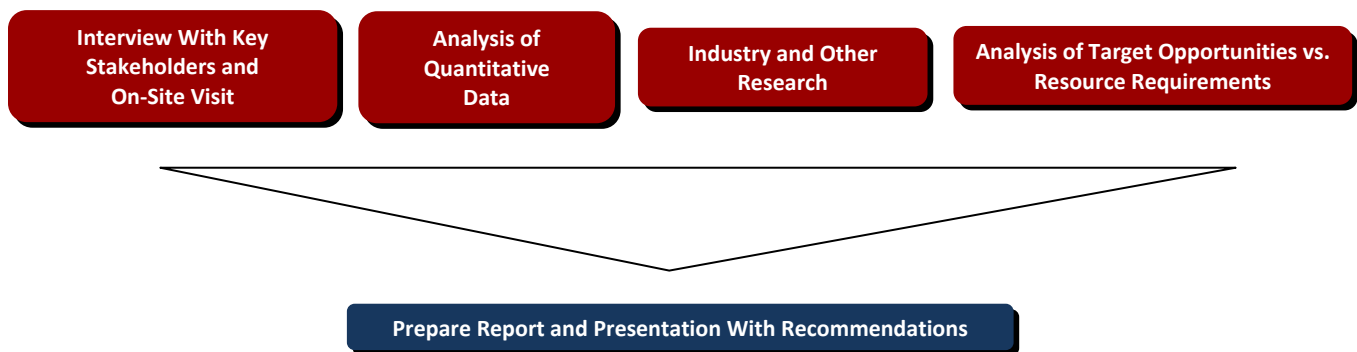 Interview With Key
Stakeholders and
On-Site Visit
Analysis of
Quantitative
Data
Industry and Other
Research
Analysis of Target Opportunities vs.
Resource Requirements
Prepare Report and Presentation With Recommendations